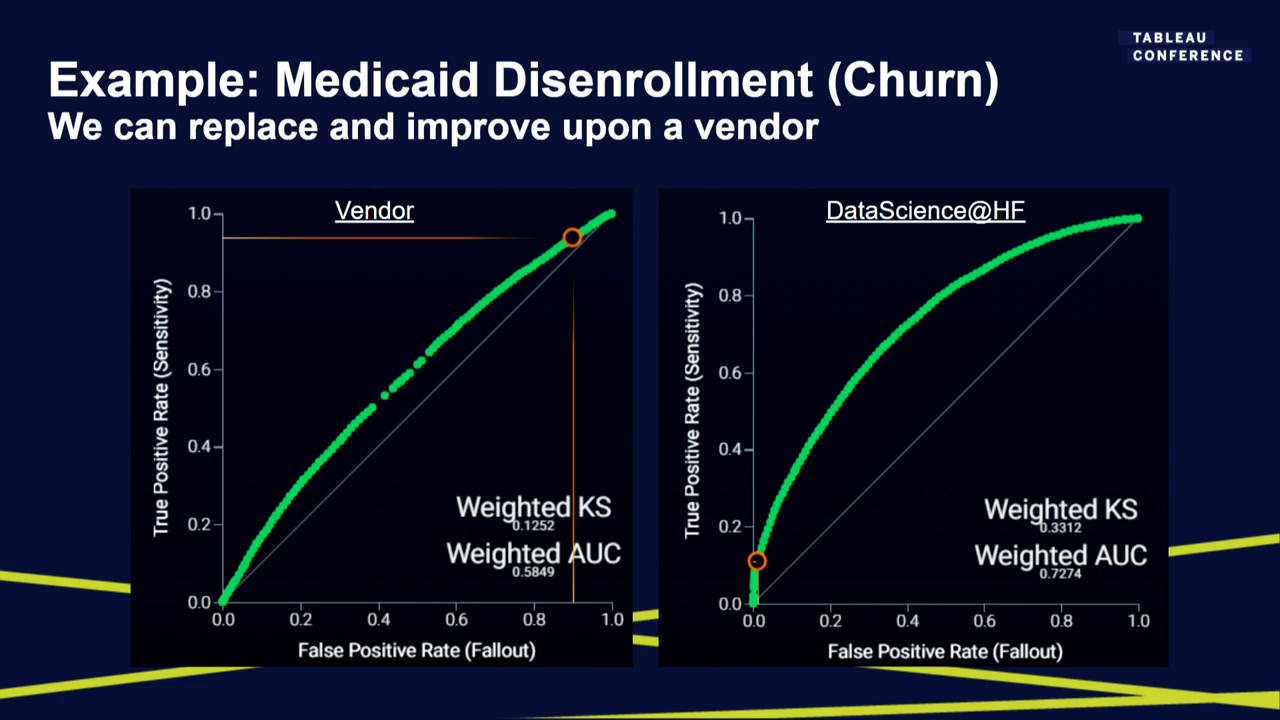 TABLEAU
CONFERENCE
Example: Medicaid Disenrollment (Churn)
We can replace and improve upon a vendor
Vendor
True Positive Rate (Sensitivity)
1.0
0.8
0.6
0.4
0.2
0.0
0.0 0.2 0.4 0.6 0.8 1.0
False Positive Rate (Fallout)
Weighted KS
0.1252
Weighted AUC
0.5849
DataScience@HF
True Positive Rate (Sensitivity)
1.0
0.8
0.6
0.4
0.2
0.0
0.0 0.2 0.4 0.6 0.8 1.0
False Positive Rate (Fallout)
Weighted KS
0.3312
Weighted AUC
0.7274